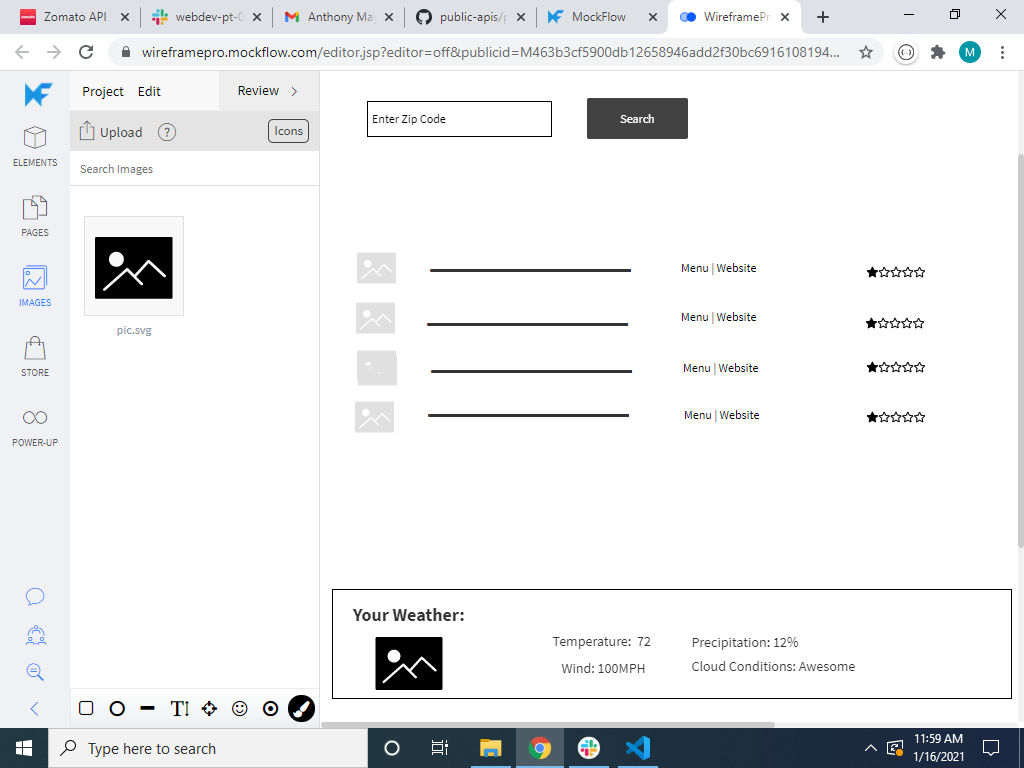 Zomato API
webdev-pt-0
Anthony Ma
public-apis/p
MockFlow
WireframePr
wireframepro.mockflow.com/editor.jsp?editor=off&publicid=M463b3cf5900db12658946add2f30bc6916108194...
M
Project Edit Review
Upload ? Icons
Search Images
ELEMENTS
PAGES
IMAGES
STORE
POWER-UP
pic.svg
Enter Zip Code
Search
Menu | Website
Menu | Website
Menu | Website
Menu | Website
Your Weather:
Temperature: 72 Precipitation: 12%
Wind: 100MPH Cloud Conditions: Awesome
T
Type here to search
11:59 AM
1/16/2021